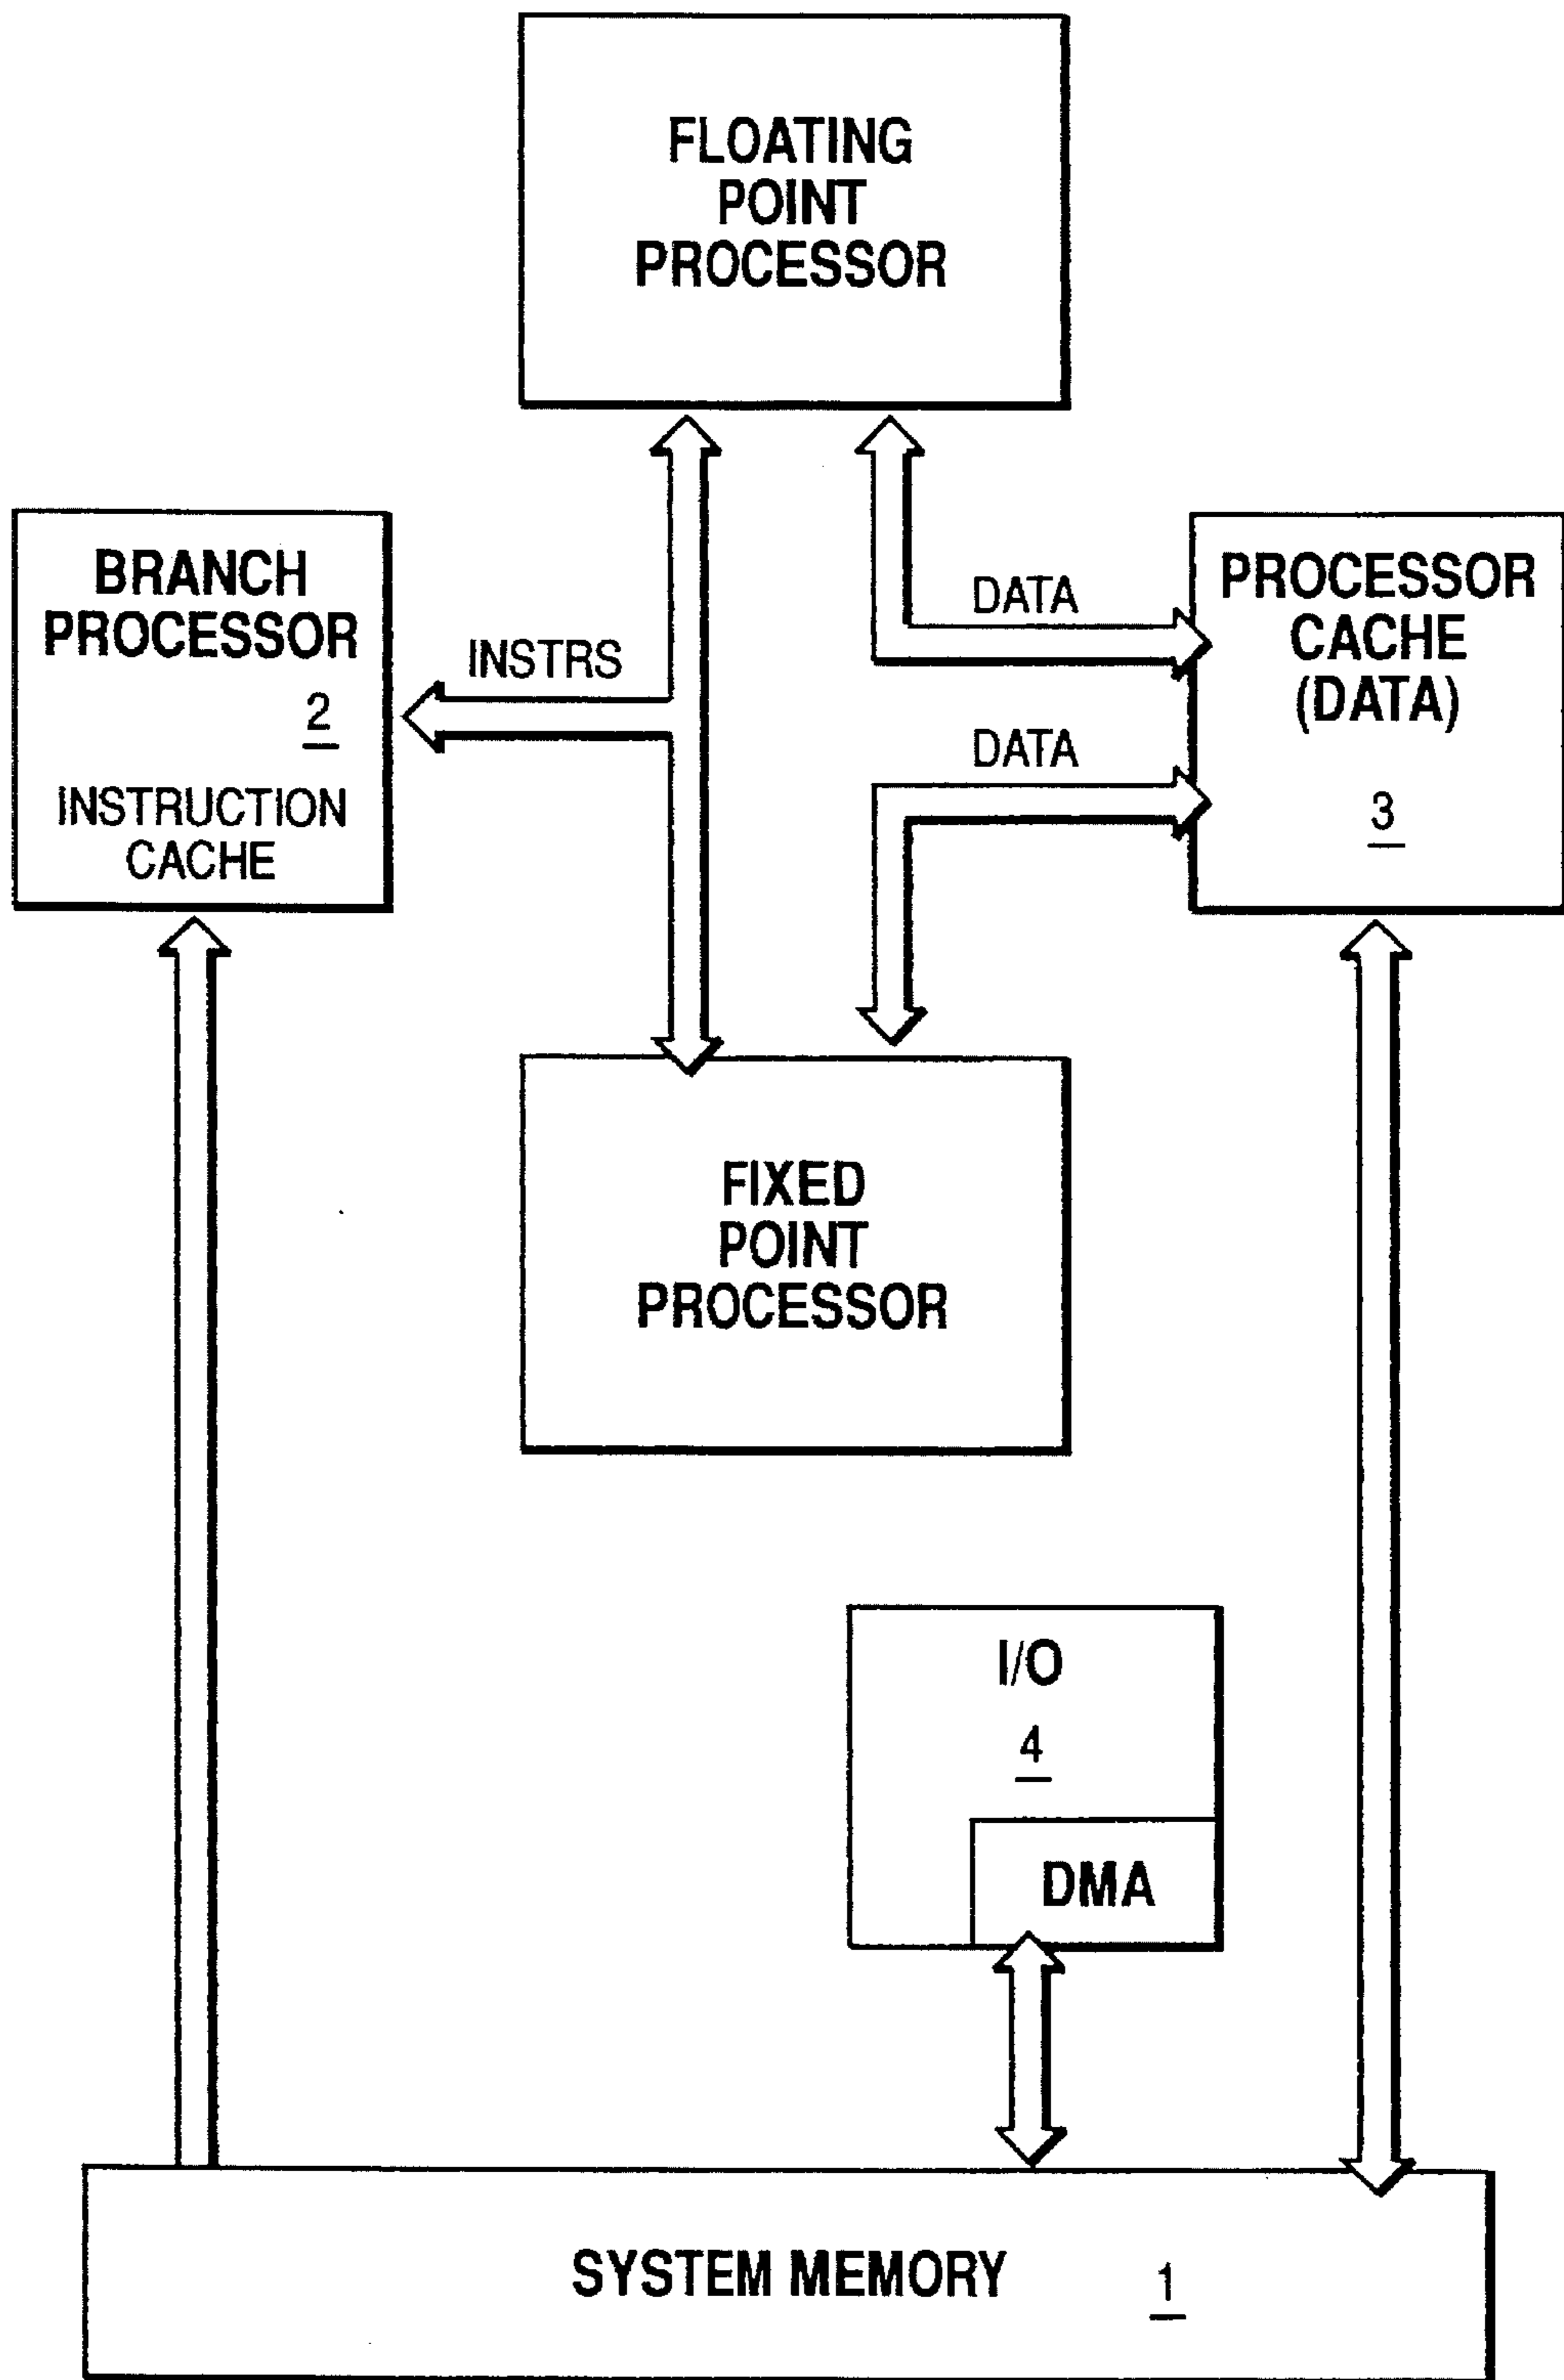 FLOATING
POINT
PROCESSOR
BRANCH
PROCESSOR
2
INSTRUCTION
CACHE
INSTRS
DATA
DATA
PROCESSOR
CACHE
(DATA)
3
FIXED
POINT
PROCESSOR
I/O
4
DMA
SYSTEM MEMORY 1